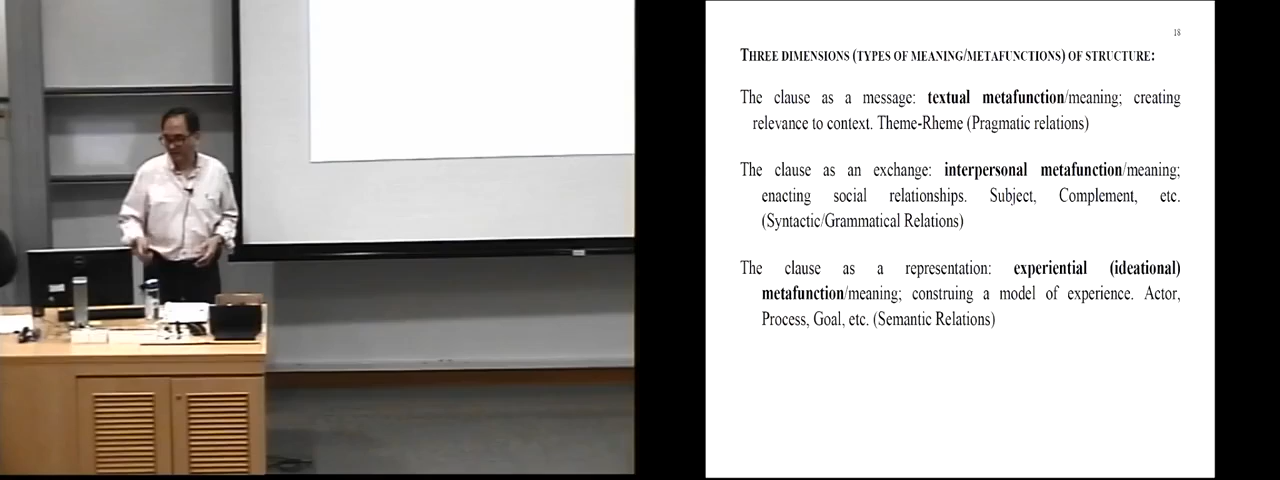 18
THREE DIMENSIONS (TYPES OF MEANING/METAFUNCTIONS) OF STRUCTURE:
The clause as a message: textual metafunction/meaning; creating
relevance to context. Theme-Rheme (Pragmatic relations)
The clause as an exchange: interpersonal metafunction/meaning;
enacting social relationships. Subject, Complement, etc.
(Syntactic/Grammatical Relations)
The clause as a representation: experiential (ideational)
metafunction/meaning; construing a model of experience. Actor,
Process, Goal, etc. (Semantic Relations)